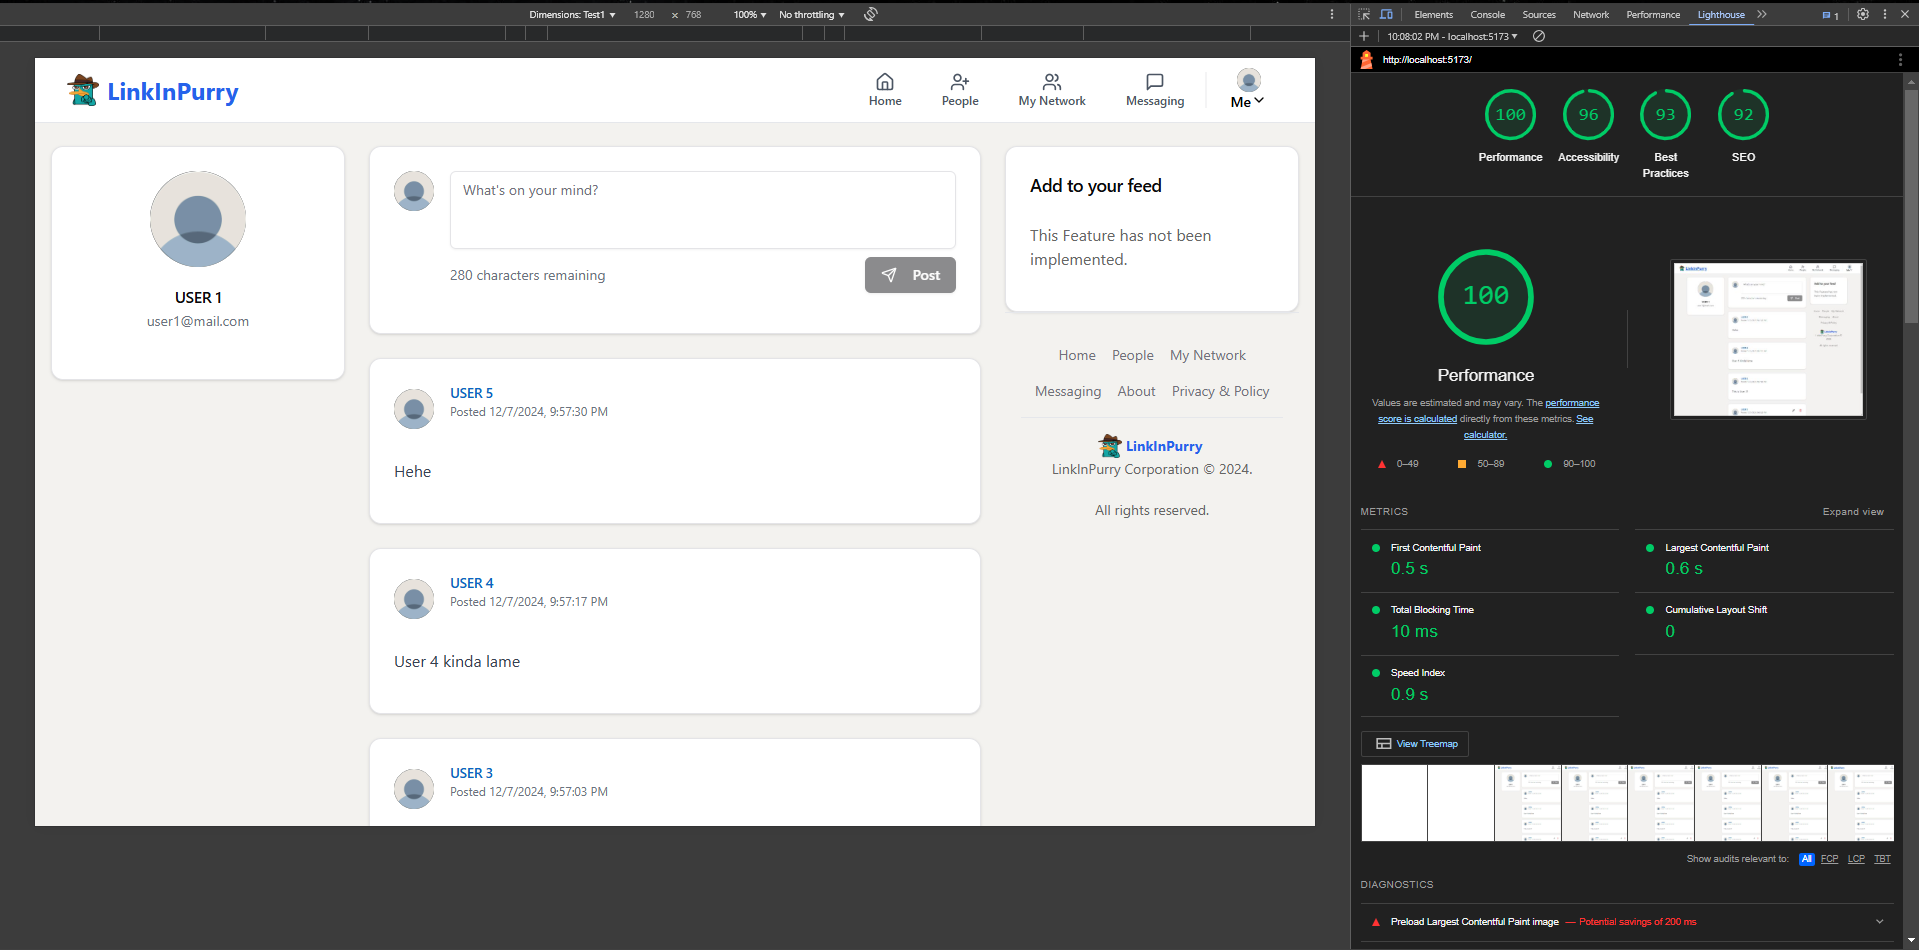 Dimensions: Test1 ▼ 1280 × 768 100% ▼ No throttling ▼
Elements Console Sources Network Performance Lighthouse 1
10:08:02 PM - localhost:5173 ▼
http://localhost:5173/
LinkInPurry
Home
People
My Network
Messaging
Me
USER 1
user1@mail.com
What's on your mind?
280 characters remaining
Post
USER 5
Posted 12/7/2024, 9:57:30 PM
Hehe
USER 4
Posted 12/7/2024, 9:57:17 PM
User 4 kinda lame
USER 3
Posted 12/7/2024, 9:57:03 PM
Add to your feed
This Feature has not been
implemented.
Home People My Network
Messaging About Privacy & Policy
LinkInPurry
LinkInPurry Corporation © 2024.
All rights reserved.
100 96 93 92
Performance Accessibility Best SEO
Practices
100
Performance
Values are estimated and may vary. The performance
score is calculated directly from these metrics. See
calculator.
0–49 50–89 90–100
METRICS
Expand view
First Contentful Paint
0.5 s
Largest Contentful Paint
0.6 s
Total Blocking Time
10 ms
Cumulative Layout Shift
0
Speed Index
0.9 s
View Treemap
Show audits relevant to: All FCP LCP TBT
DIAGNOSTICS
Preload Largest Contentful Paint image — Potential savings of 200 ms